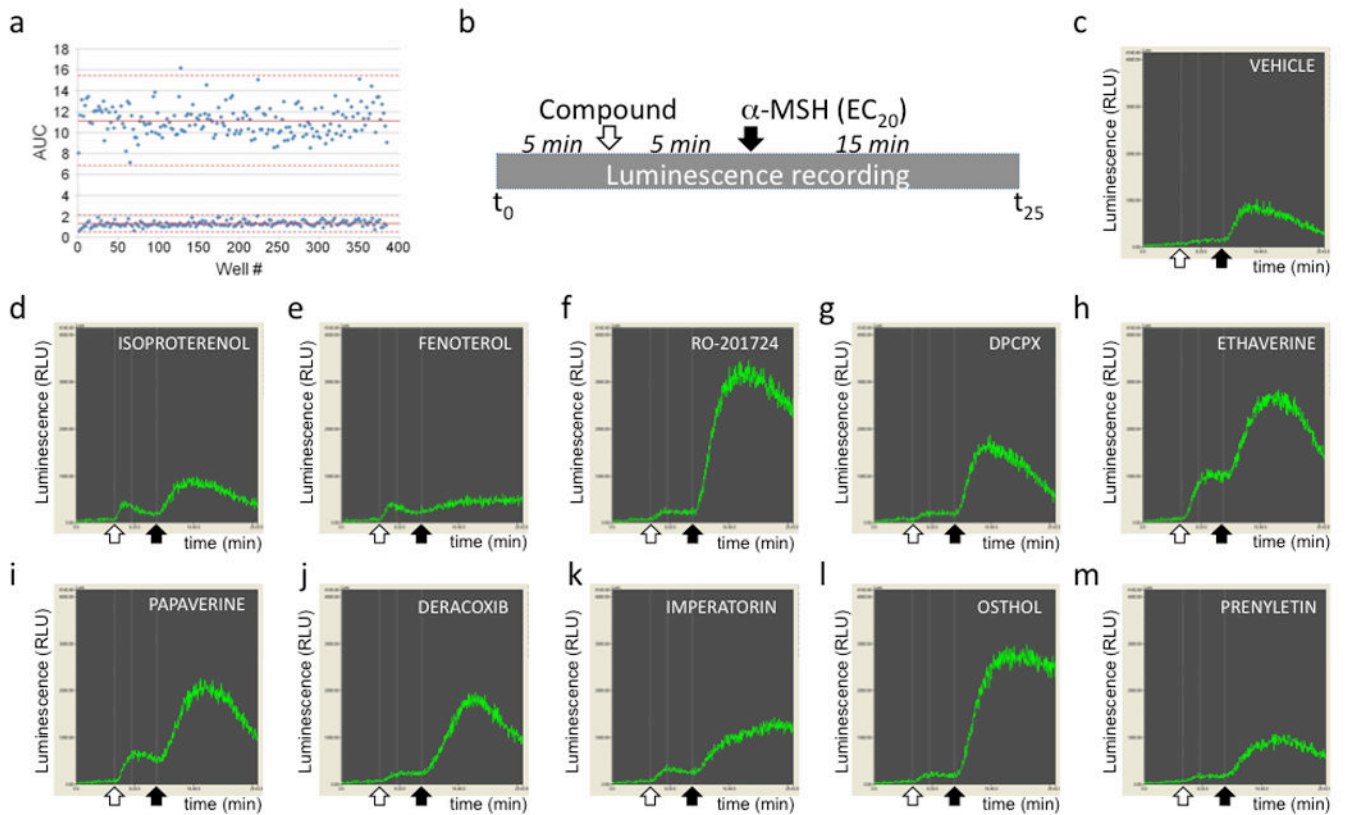 a
18
16
14
12
10
8
6
4
2
0
AUC
0 50 100 150 200 250 300 350 400
Well #
b
Compound α-MSH (EC20)
5 min 5 min 15 min
Luminescence recording
t0 t25
c
VEHICLE
Luminescence (RLU)
time (min)
d
ISOPROTERENOL
Luminescence (RLU)
time (min)
e
FENOTEROL
Luminescence (RLU)
time (min)
f
RO-201724
Luminescence (RLU)
time (min)
g
DPCPX
Luminescence (RLU)
time (min)
h
ETHAVERINE
Luminescence (RLU)
time (min)
i
PAPAVERINE
Luminescence (RLU)
time (min)
j
DERACOXIB
Luminescence (RLU)
time (min)
k
IMPERATORIN
Luminescence (RLU)
time (min)
l
OSTHOL
Luminescence (RLU)
time (min)
m
PRENYLETIN
Luminescence (RLU)
time (min)